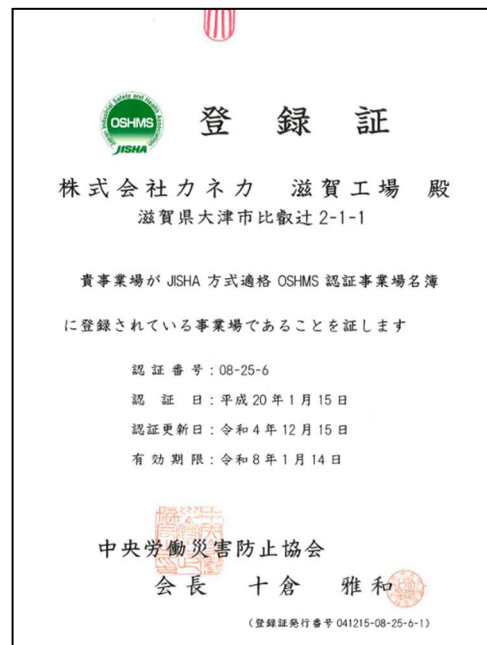 OSHMS
Japan Industrial Safety and Health Association
JISHA
登 録 証
株式会社カネカ 滋賀工場 殿
滋賀県大津市比叡辻 2-1-1
貴事業場が JISHA 方式適格 OSHMS 認証事業場名簿
に登録されている事業場であることを証します
認証番号：08-25-6
認 証 日：平成 20 年 1 月 15 日
認証更新日：令和 4 年 12 月 15 日
有効期限：令和 8 年 1 月 14 日
中央労働災害防止協会
会長 十倉 雅和
（登録証発行番号 041215-08-25-6-1）